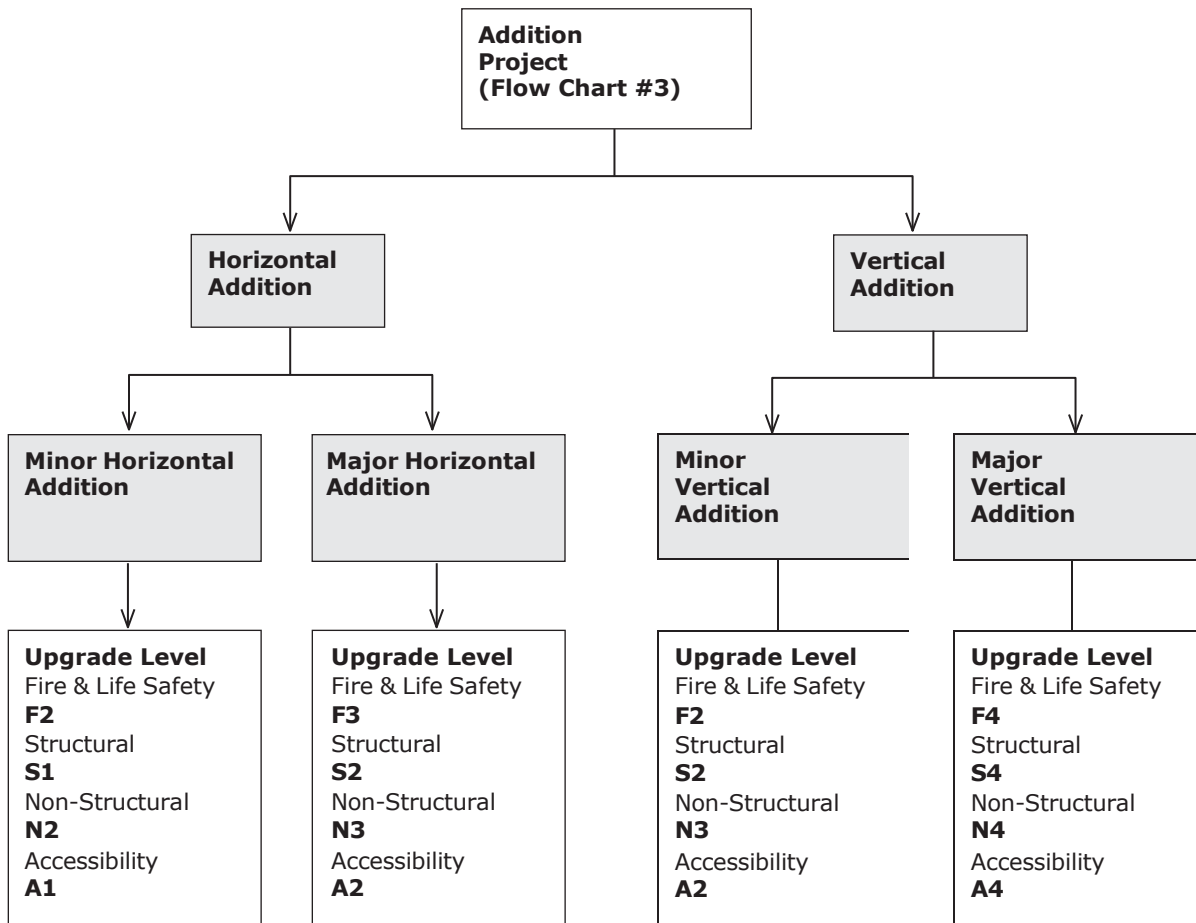 Addition
Project
(Flow Chart #3)
Horizontal
Addition
Vertical
Addition
Minor Horizontal
Addition
Major Horizontal
Addition
Minor
Vertical
Addition
Major
Vertical
Addition
Upgrade Level
Fire & Life Safety
F2
Structural
S1
Non-Structural
N2
Accessibility
A1
Upgrade Level
Fire & Life Safety
F3
Structural
S2
Non-Structural
N3
Accessibility
A2
Upgrade Level
Fire & Life Safety
F2
Structural
S2
Non-Structural
N3
Accessibility
A2
Upgrade Level
Fire & Life Safety
F4
Structural
S4
Non-Structural
N4
Accessibility
A4